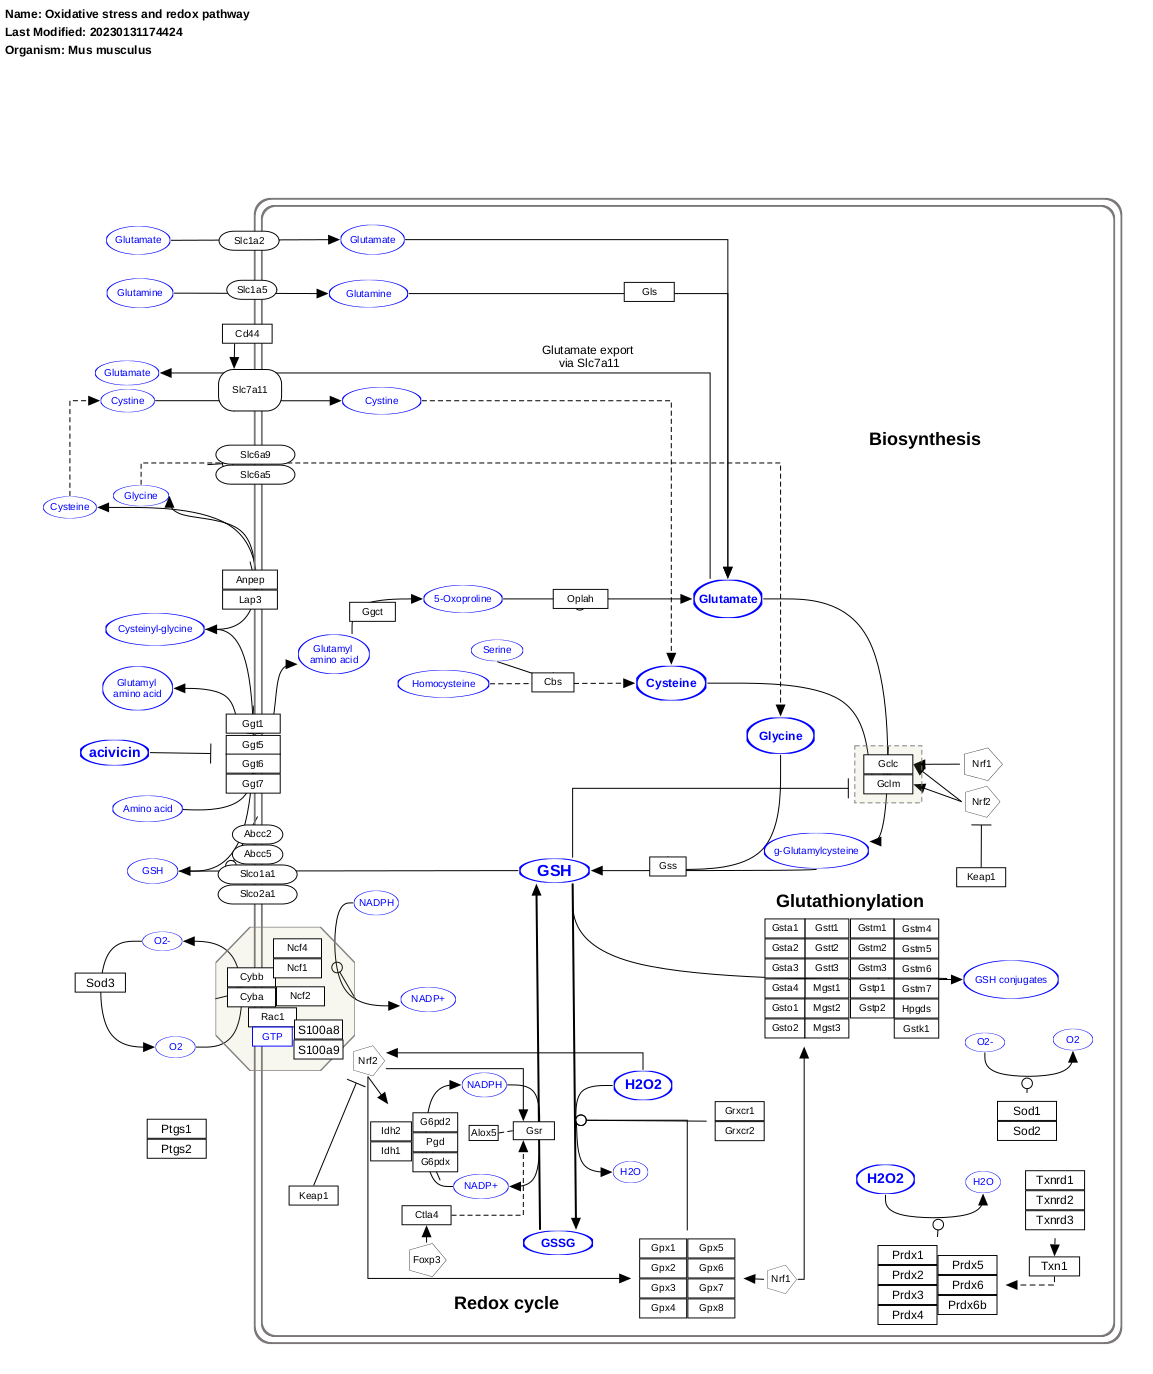 Name: Oxidative stress and redox pathway
Last Modified: 20230131174424
Organism: Mus musculus
Glutamate
Slc1a2
Glutamate
Glutamine
Slc1a5
Glutamine
Gls
Cd44
Glutamate export
via Slc7a11
Glutamate
Slc7a11
Cystine
Cystine
Biosynthesis
Slc6a9
Slc6a5
Glycine
Cysteine
Anpep
Lap3
Ggct
5-Oxoproline
Oplah
Glutamate
Cysteinyl-glycine
Glutamyl
amino acid
Serine
Homocysteine
Cbs
Cysteine
Glutamyl
amino acid
Ggt1
Glycine
acivicin
Ggt5
Ggt6
Ggt7
Gclc
Gclm
Nrf1
Nrf2
Amino acid
Abcc2
Abcc5
g-Glutamylcysteine
GSH
Slco1a1
Slco2a1
GSH
Gss
Keap1
NADPH
Glutathionylation
Gsta1
Gstt1
Gstm1
Gstm4
Gsta2
Gstt2
Gstm2
Gstm5
Gsta3
Gstt3
Gstm3
Gstm6
Gsta4
Mgst1
Gstp1
Gstm7
Gsto1
Mgst2
Gstp2
Hpgds
Gsto2
Mgst3
Gstk1
GSH conjugates
O2-
Ncf4
Ncf1
Cybb
Cyba
Ncf2
Sod3
NADP+
Rac1
GTP
S100a8
S100a9
O2
O2-
O2
Sod1
Sod2
Nrf2
NADPH
H2O2
Ptgs1
Ptgs2
Idh2
Idh1
G6pd2
Pgd
G6pdx
Alox5
Gsr
Grxcr1
Grxcr2
H2O
Keap1
NADP+
Ctla4
Foxp3
GSSG
H2O2
H2O
Txnrd1
Txnrd2
Txnrd3
Gpx1
Gpx5
Gpx2
Gpx6
Gpx3
Gpx7
Gpx4
Gpx8
Nrf1
Prdx1
Prdx2
Prdx3
Prdx4
Prdx5
Prdx6
Prdx6b
Txn1
Redox cycle